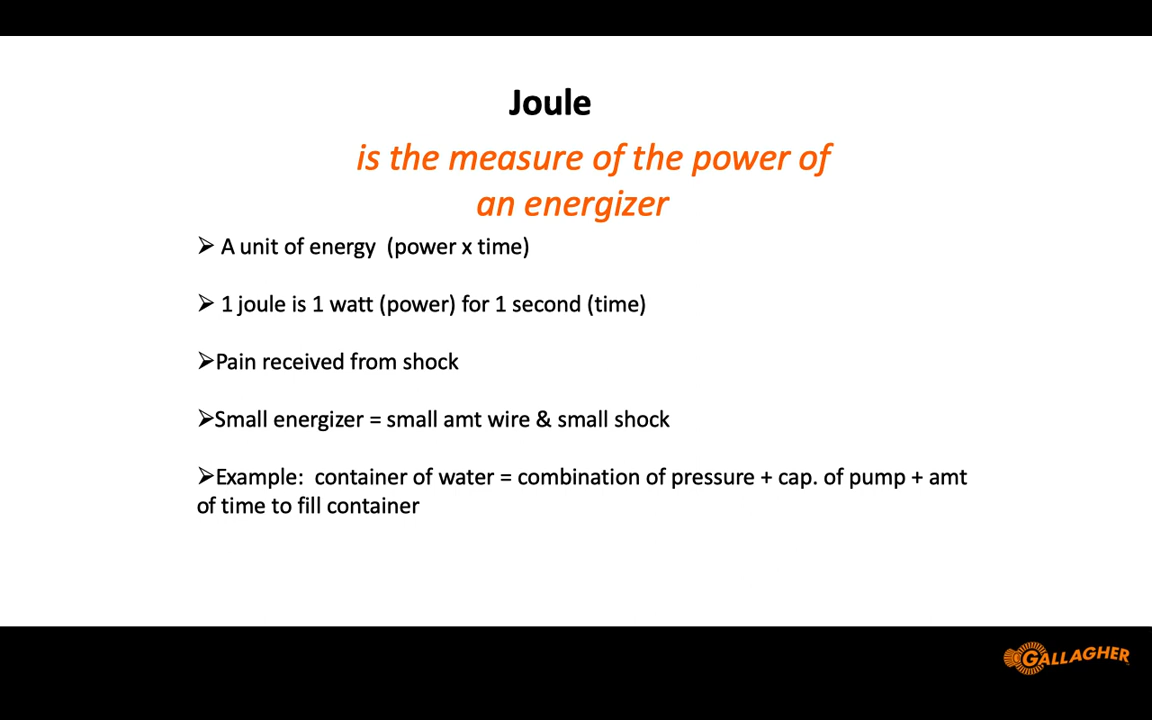 Joule
is the measure of the power of
an energizer
➢ A unit of energy (power x time)
➢ 1 joule is 1 watt (power) for 1 second (time)
➢Pain received from shock
➢Small energizer = small amt wire & small shock
➢Example: container of water = combination of pressure + cap. of pump + amt
of time to fill container
GALLAGHER